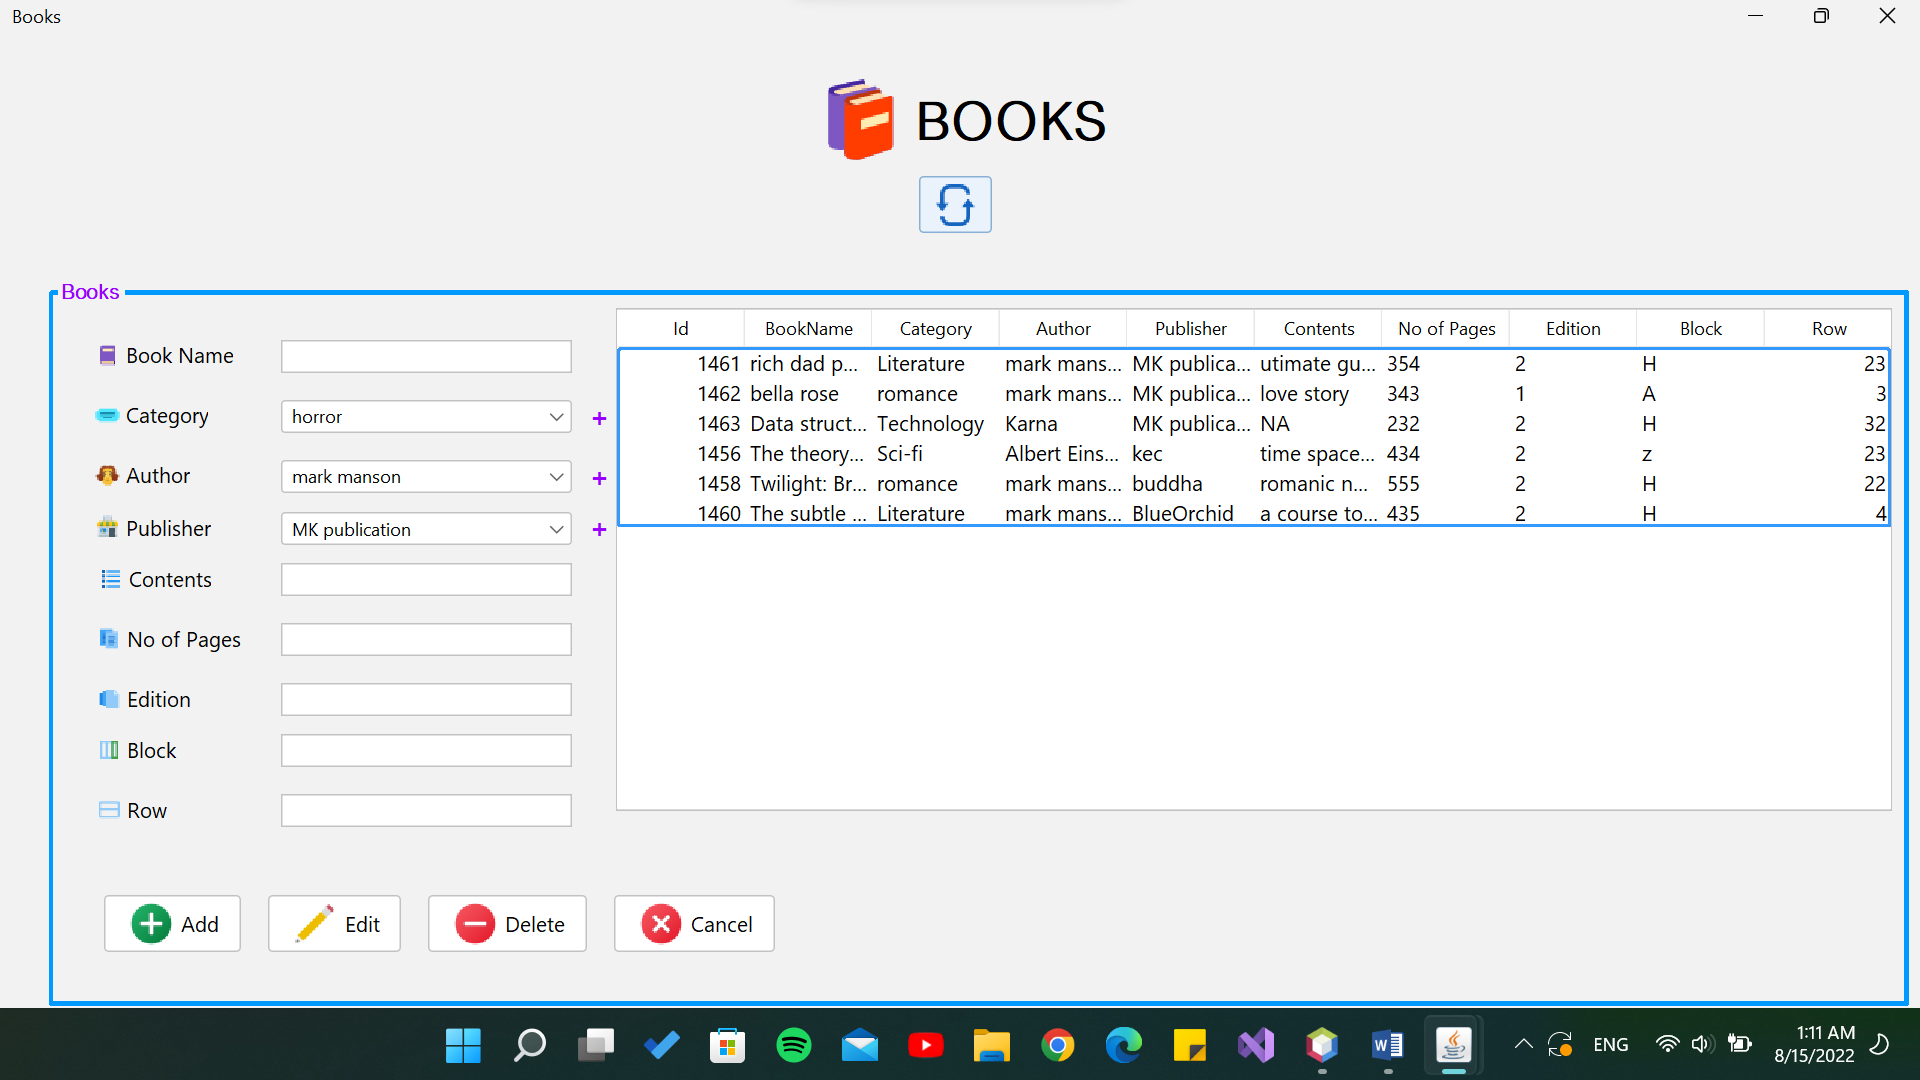 Books
BOOKS
Books
Book Name
Category horror +
Author mark manson +
Publisher MK publication +
Contents
No of Pages
Edition
Block
Row
Id BookName Category Author Publisher Contents No of Pages Edition Block Row
1461 rich dad p... Literature mark mans... MK publica... utimate gu... 354 2 H 23
1462 bella rose romance mark mans... MK publica... love story 343 1 A 3
1463 Data struct... Technology Karna MK publica... NA 232 2 H 32
1456 The theory... Sci-fi Albert Eins... kec time space... 434 2 z 23
1458 Twilight: Br... romance mark mans... buddha romanic n... 555 2 H 22
1460 The subtle ... Literature mark mans... BlueOrchid a course to... 435 2 H 4
Add Edit Delete Cancel
ENG
1:11 AM
8/15/2022